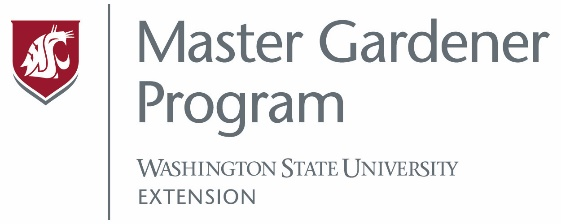 Master Gardener
Program
WASHINGTON STATE UNIVERSITY
EXTENSION